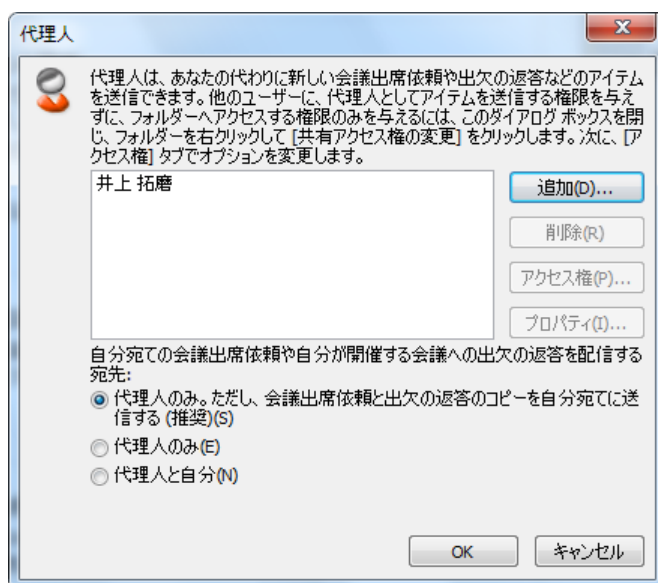 代理人
代理人は、あなたの代わりに新しい会議出席依頼や出欠の返答などのアイテム
を送信できます。他のユーザーに、代理人としてアイテムを送信する権限を与え
ずに、フォルダーへアクセスする権限のみを与えるには、このダイアログ ボックスを閉
じ、フォルダーを右クリックして [共有アクセス権の変更] をクリックします。次に、[ア
クセス権] タブでオプションを変更します。
井上 拓磨
追加(D)...
削除(R)
アクセス権(P)...
プロパティ(I)...
自分宛ての会議出席依頼や自分が開催する会議への出欠の返答を配信する
宛先:
代理人のみ。ただし、会議出席依頼と出欠の返答のコピーを自分宛てに送
信する (推奨)(S)
代理人のみ(E)
代理人と自分(N)
OK
キャンセル